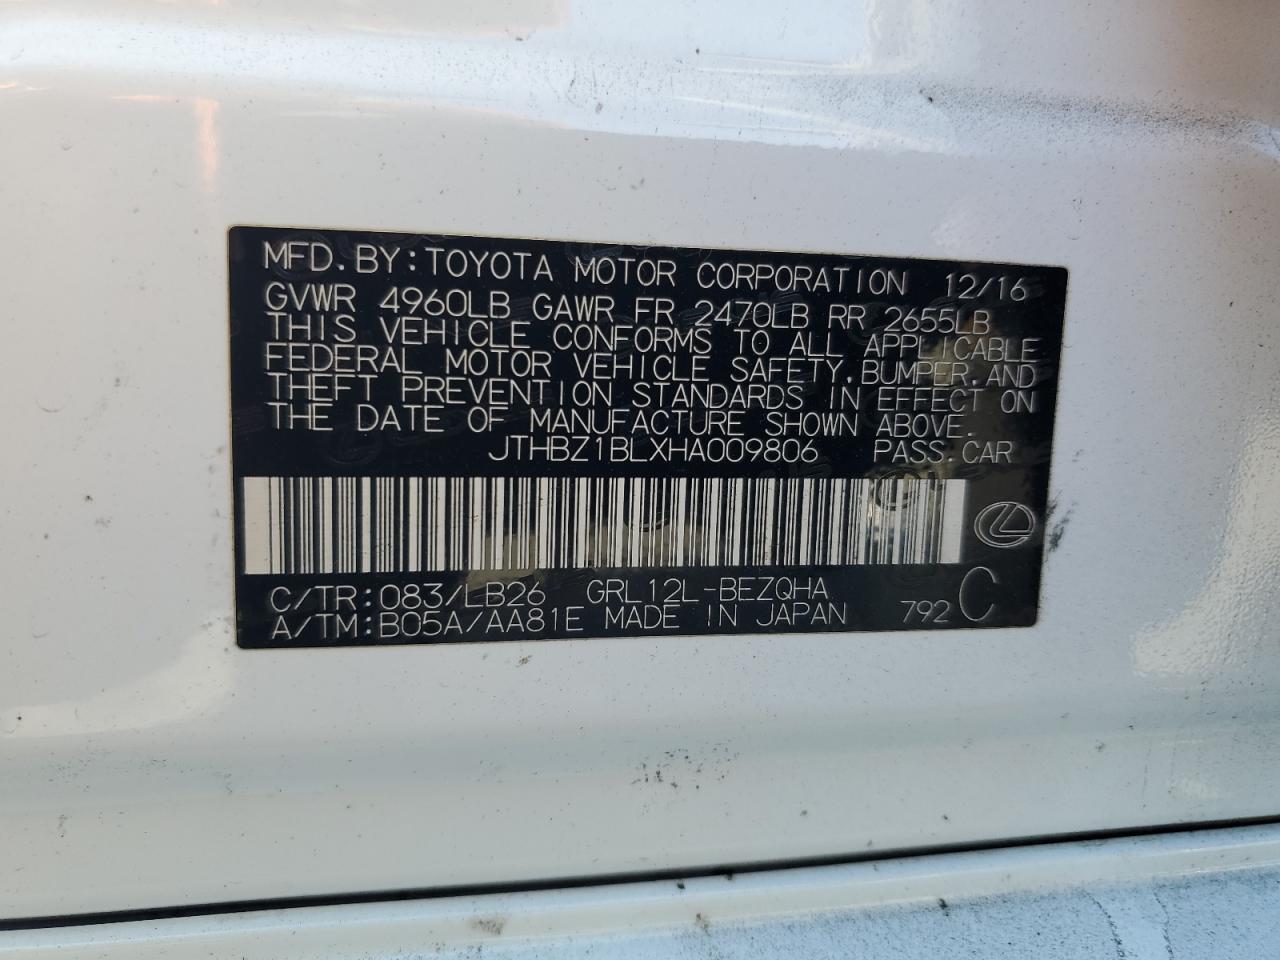 MFD. BY: TOYOTA MOTOR CORPORATION 12/16
GVWR 4960LB GAWR FR 2470LB RR 2655LB
THIS VEHICLE CONFORMS TO ALL APPLICABLE
FEDERAL MOTOR VEHICLE SAFETY, BUMPER, AND
THEFT PREVENTION STANDARDS IN EFFECT ON
THE DATE OF MANUFACTURE SHOWN ABOVE.
JTHBZ1BLXHA009806 PASS. CAR
C/TR: 083/LB26 GRL12L-BEZQHA
A/TM: B05A/AA81E MADE IN JAPAN 792 C